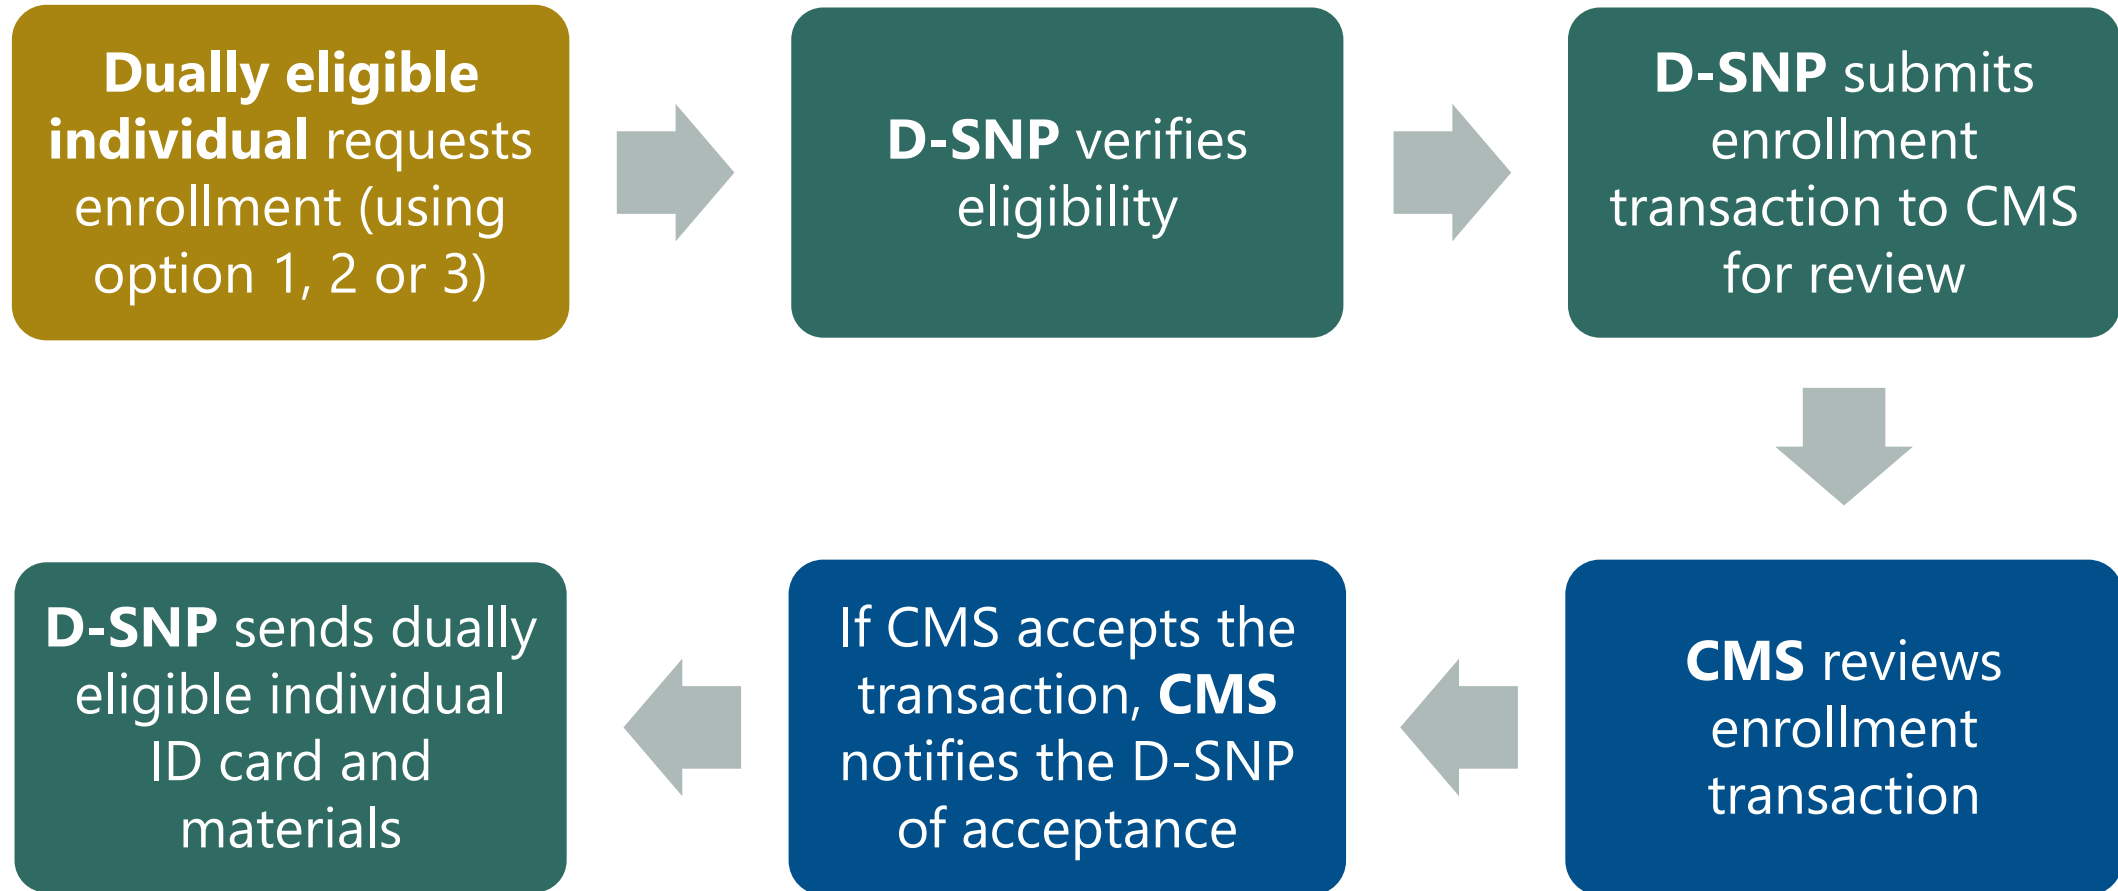 Dually eligible
individual requests
enrollment (using
option 1, 2 or 3)
D-SNP verifies
eligibility
D-SNP submits
enrollment
transaction to CMS
for review
CMS reviews
enrollment
transaction
If CMS accepts the
transaction, CMS
notifies the D-SNP
of acceptance
D-SNP sends dually
eligible individual
ID card and
materials